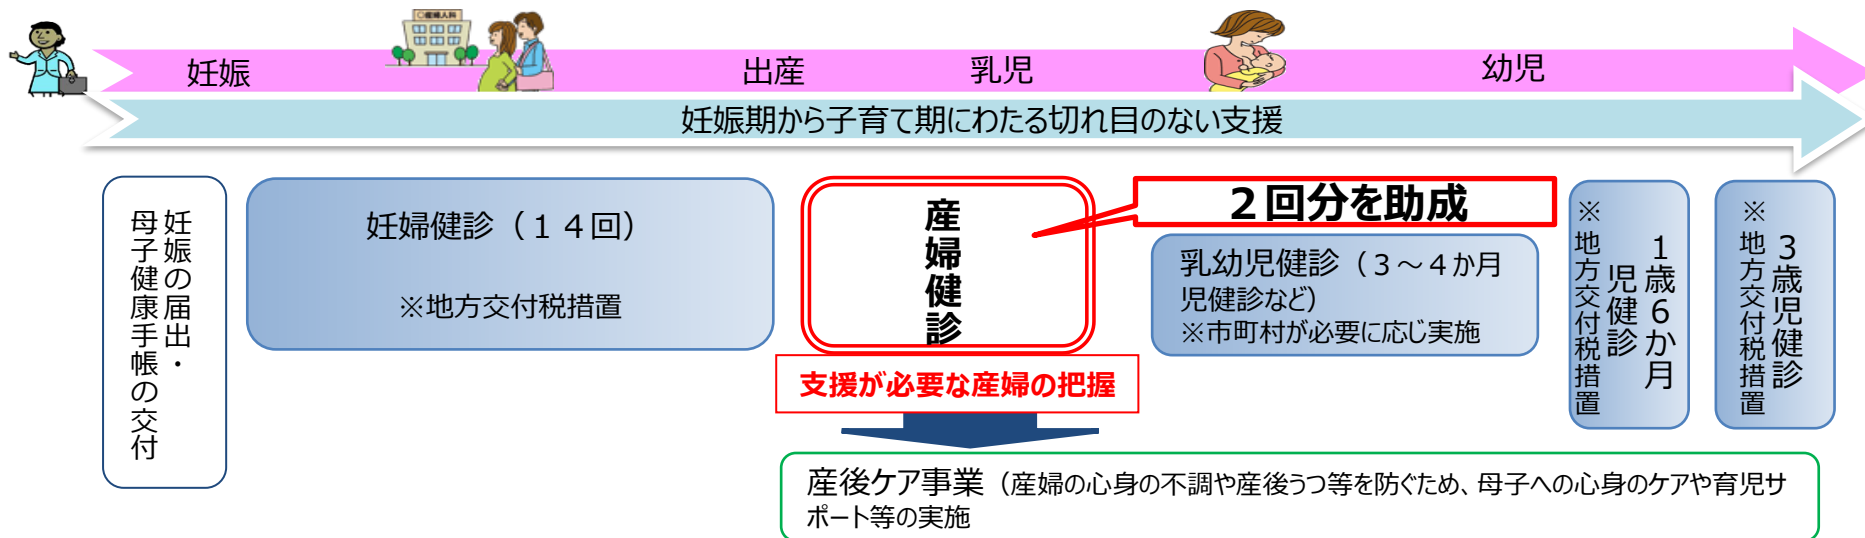 ○産婦人科
妊娠
出産
乳児
幼児
妊娠期から子育て期にわたる切れ目のない支援
妊娠の届出・
母子健康手帳の交付
妊婦健診（１４回）
※地方交付税措置
産婦健診
２回分を助成
乳幼児健診（３～４か月
児健診など）
※市町村が必要に応じ実施
１歳６か月
児健診
※地方交付税措置
３歳児健診
※地方交付税措置
支援が必要な産婦の把握
産後ケア事業（産婦の心身の不調や産後うつ等を防ぐため、母子への心身のケアや育児サ
ポート等の実施